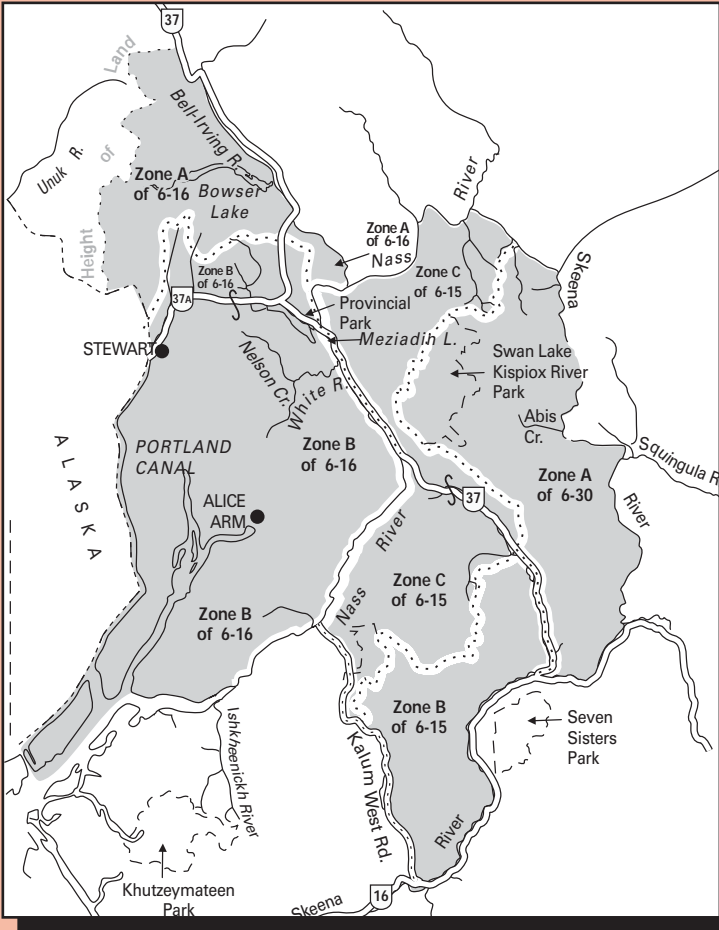 37
Land
of
Height
Unuk R.
Bell-Irving R.
Zone A
of 6-16
Bowser
Lake
Zone A
of 6-16
Nass
River
Zone B
of 6-16
Zone C
of 6-15
Skeena
37A
Provincial
Park
Meziadih L.
STEWART
Nelson Cr.
White R.
Swan Lake
Kispiox River
Park
Abis
Cr.
Squingula R
ALASKA
PORTLAND
CANAL
Zone B
of 6-16
Zone A
of 6-30
ALICE
ARM
37
River
River
Nass
Zone C
of 6-15
Zone B
of 6-16
Zone B
of 6-15
Seven
Sisters
Park
Ishkheenickh River
Kalum West Rd.
River
Khutzeymateen
Park
Skeena
16